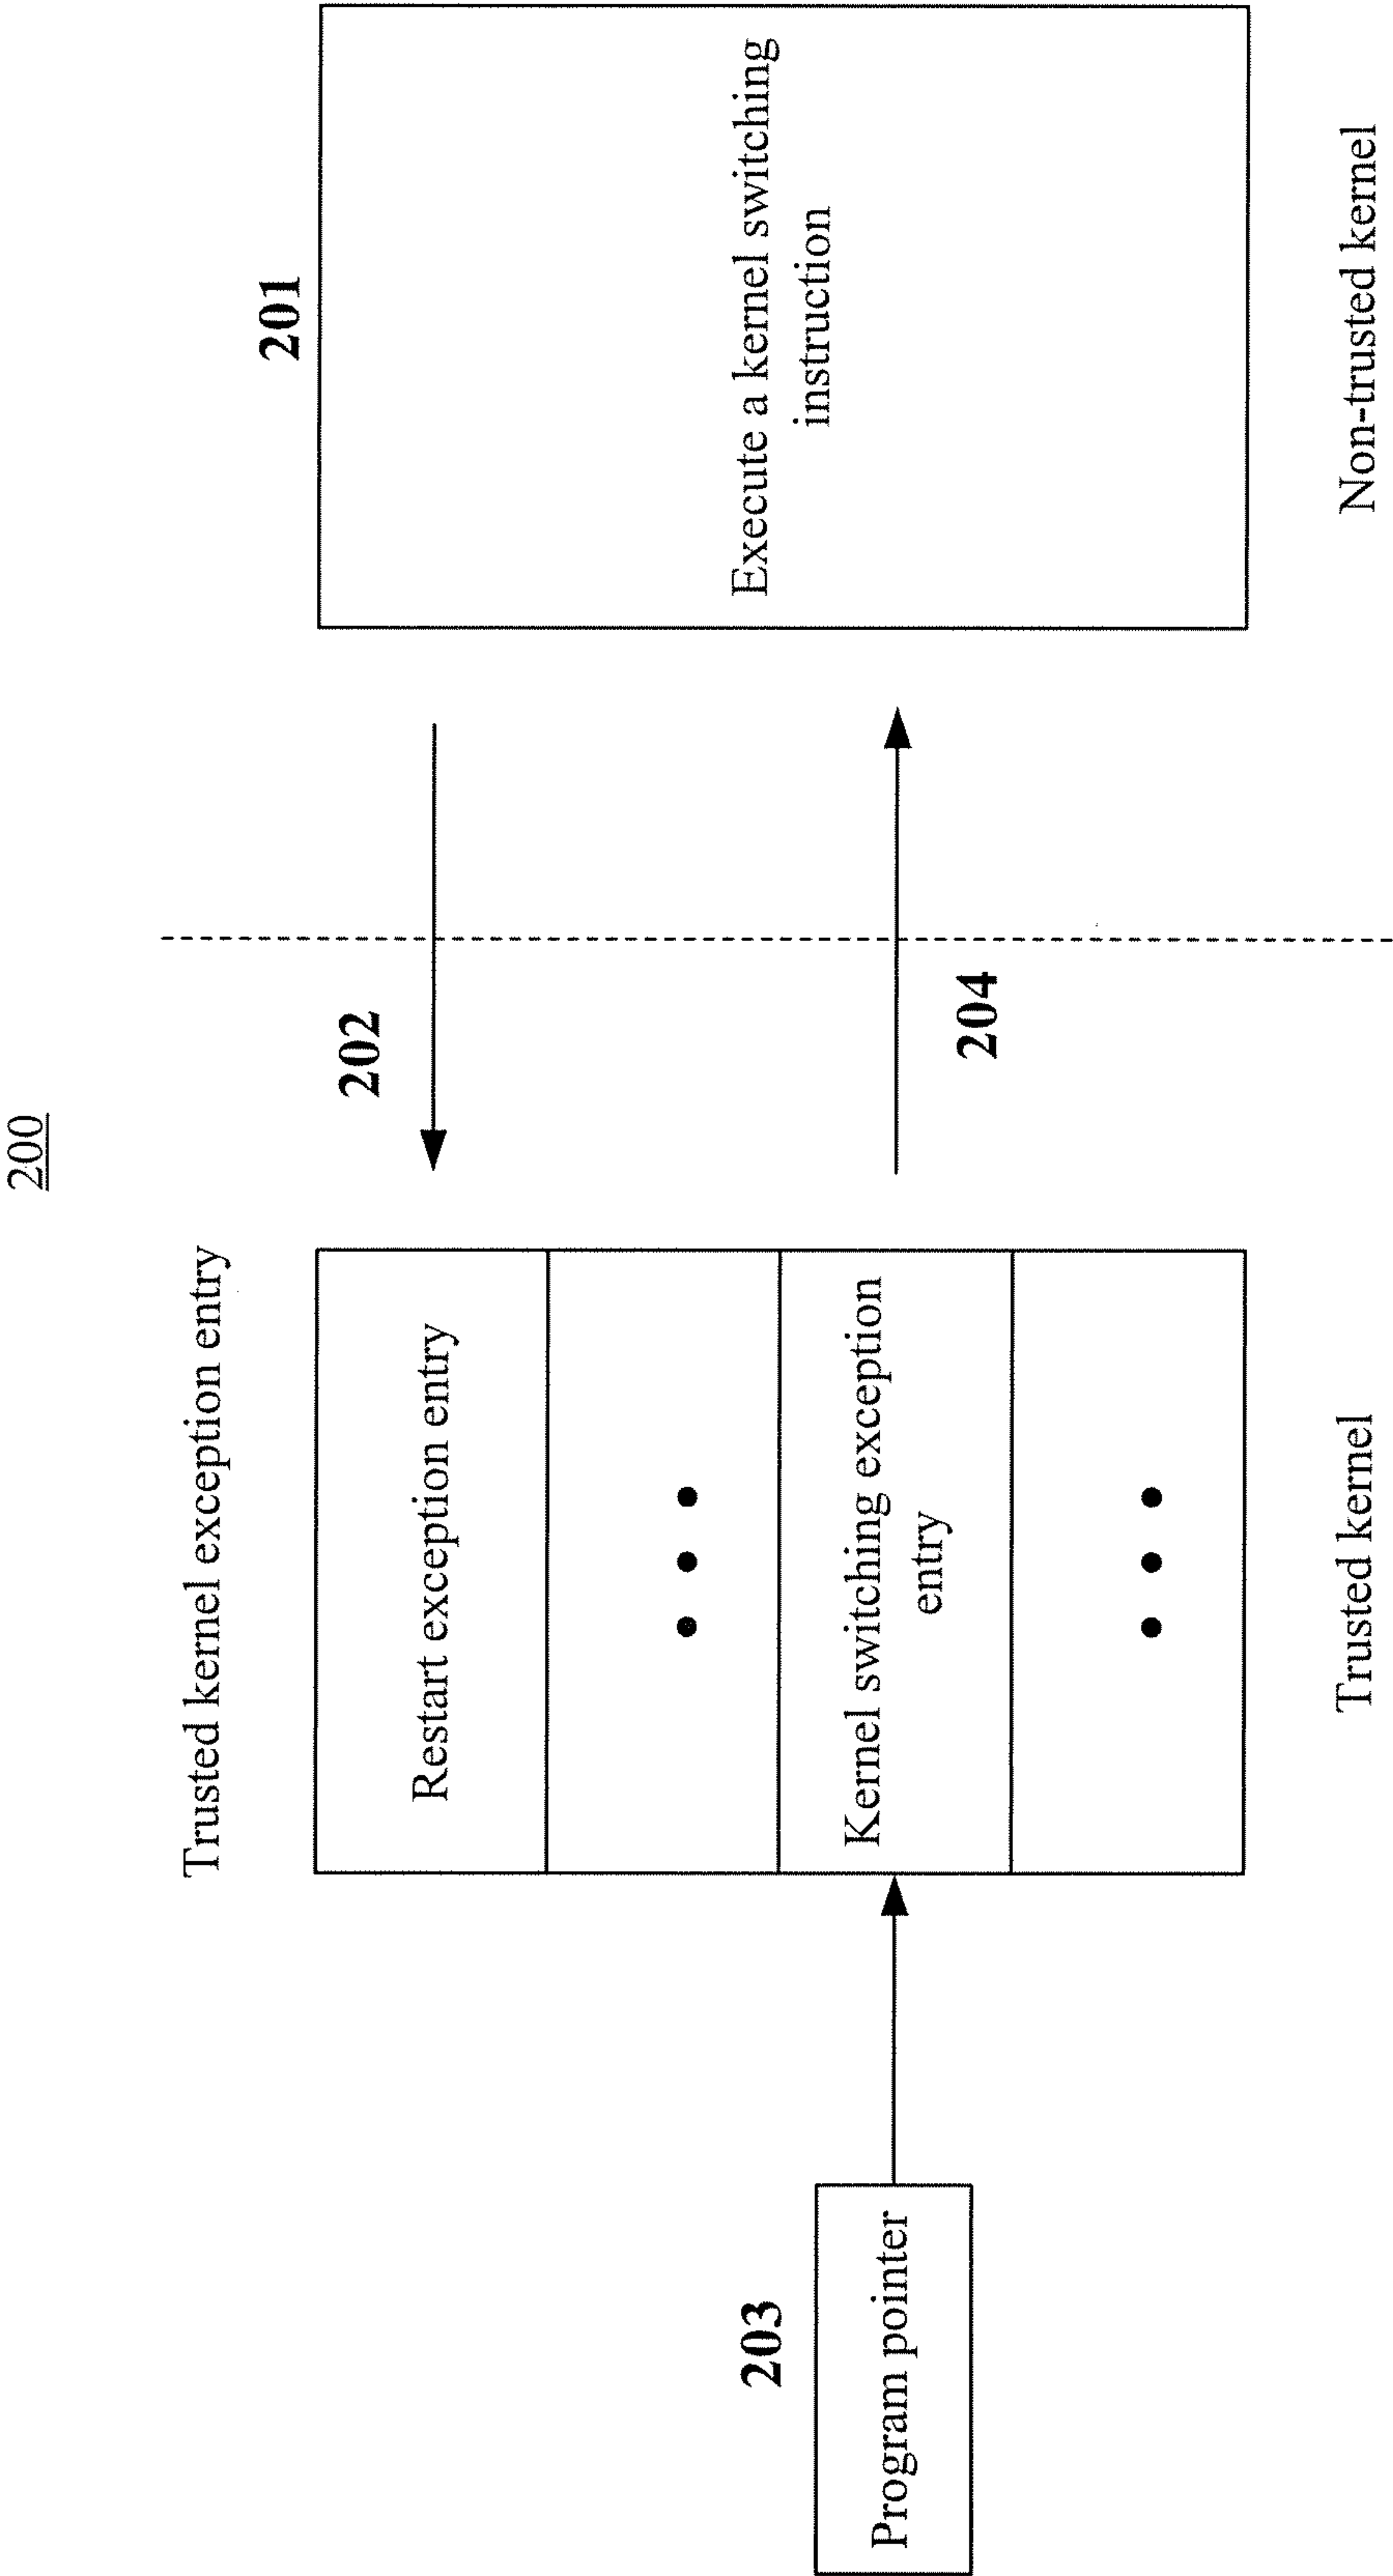 200
Trusted kernel exception entry
201
Restart exception entry
202
Execute a kernel switching
instruction
203
Program pointer
Kernel switching exception
entry
204
Trusted kernel
Non-trusted kernel